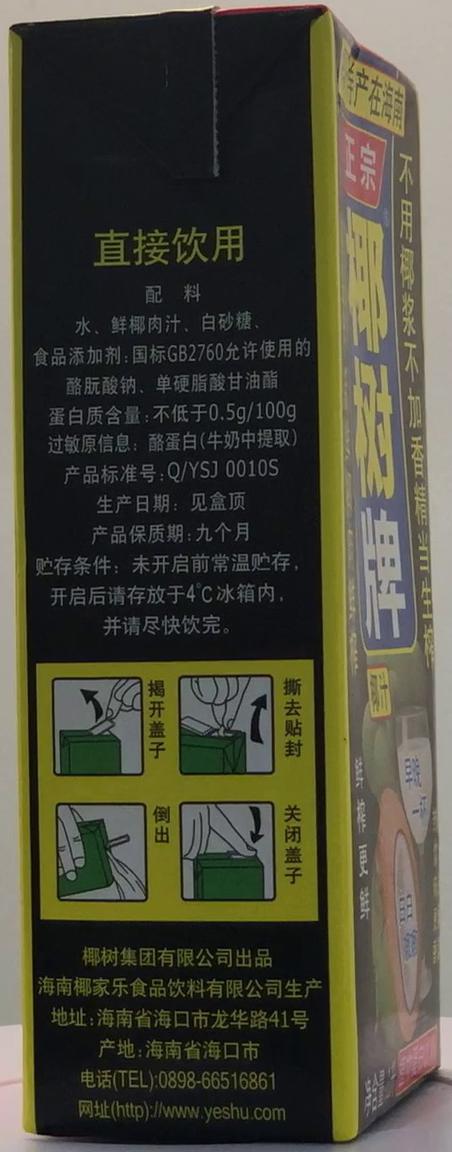 直接饮用
配 料
水、鲜椰肉汁、白砂糖、
食品添加剂:国标GB2760允许使用的
酪朊酸钠、单硬脂酸甘油酯
蛋白质含量:不低于0.5g/100g
过敏原信息: 酪蛋白(牛奶中提取)
产品标准号:Q/YSJ 0010S
生产日期: 见盒顶
产品保质期:九个月
贮存条件: 未开启前常温贮存,
开启后请存放于4℃冰箱内,
并请尽快饮完。
揭开盖子
撕去贴封
倒出
关闭盖子
椰树集团有限公司出品
海南椰家乐食品饮料有限公司生产
地址:海南省海口市龙华路41号
产地:海南省海口市
电话(TEL):0898-66516861
网址(http)://www.yeshu.com
特产在海南
正宗
椰树牌
不用椰浆不加香精当生榨
椰汁
早晚一杯
鲜榨更鲜
白白